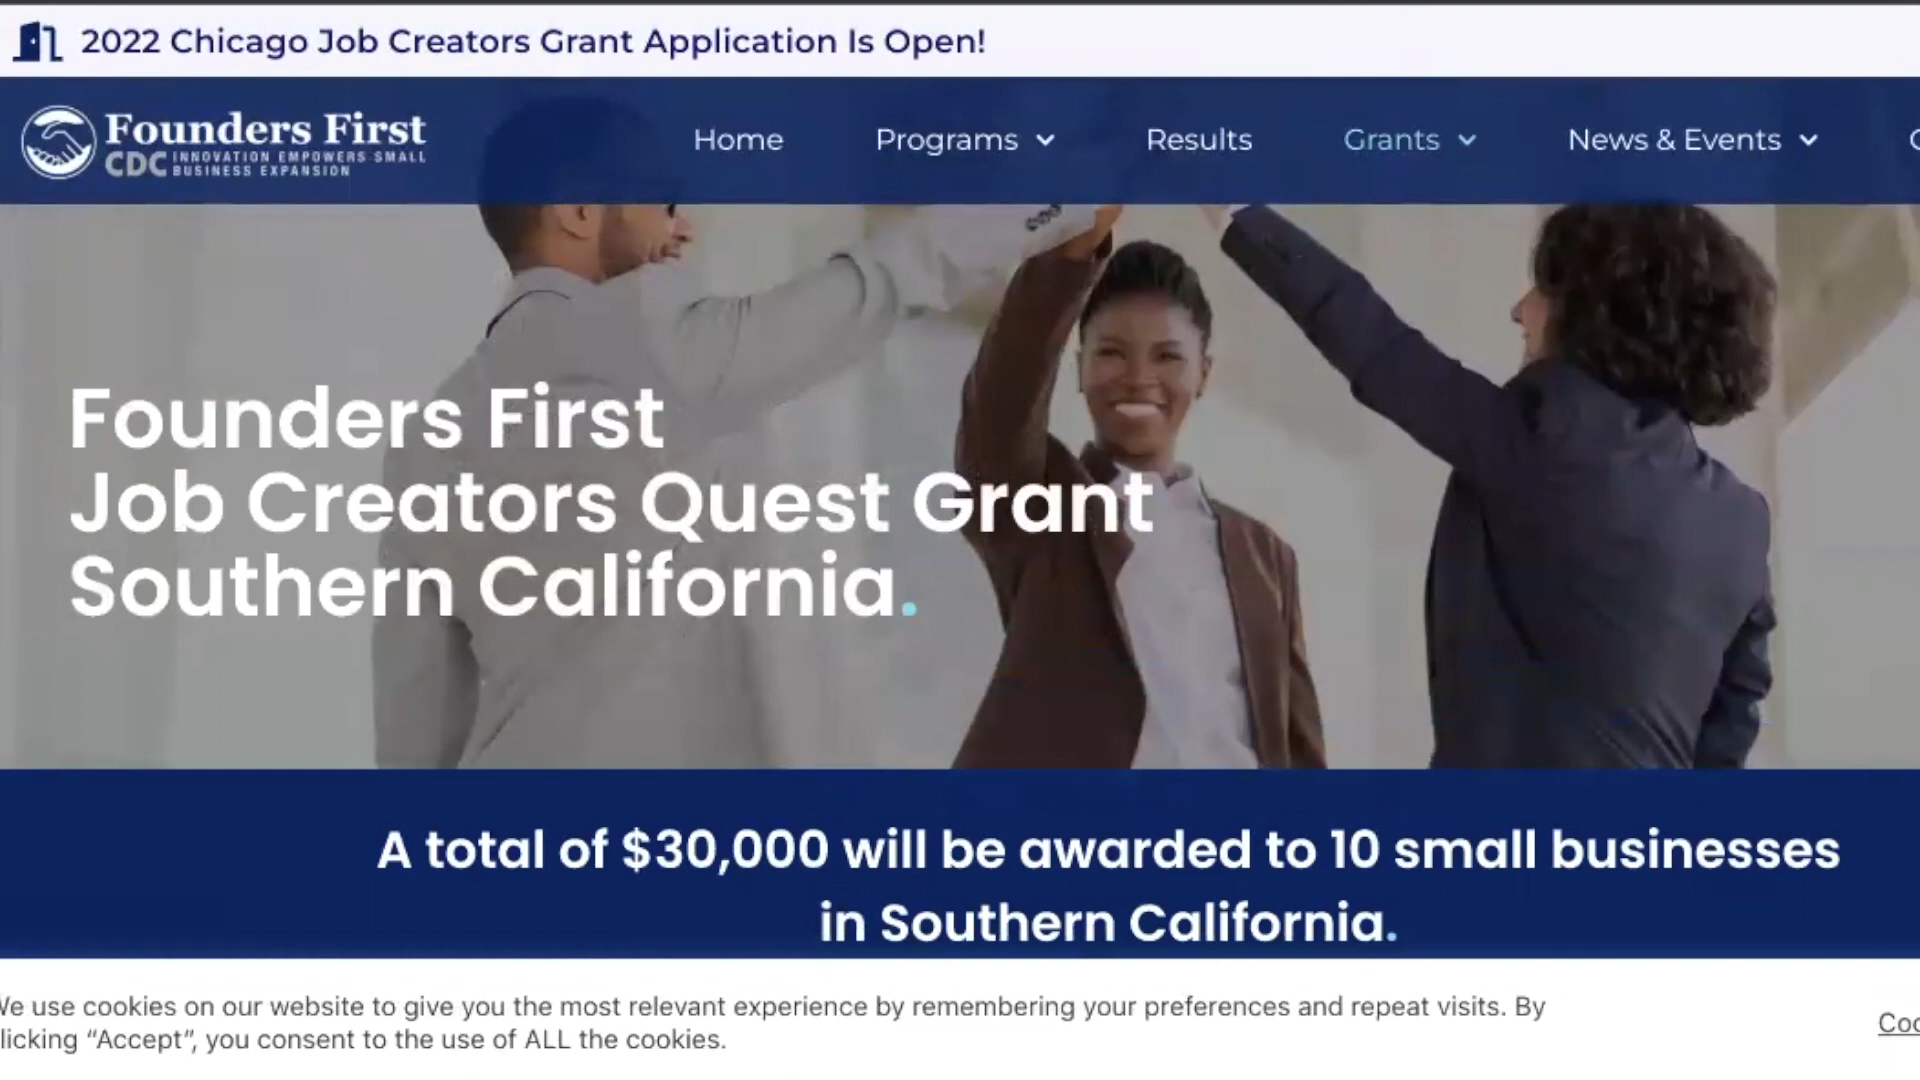 2022 Chicago Job Creators Grant Application Is Open!
Founders First
CDC INNOVATION EMPOWERS SMALL
BUSINESS EXPANSION
Home Programs Results Grants News & Events
Founders First
Job Creators Quest Grant
Southern California.
A total of $30,000 will be awarded to 10 small businesses
in Southern California.
We use cookies on our website to give you the most relevant experience by remembering your preferences and repeat visits. By
licking “Accept”, you consent to the use of ALL the cookies.